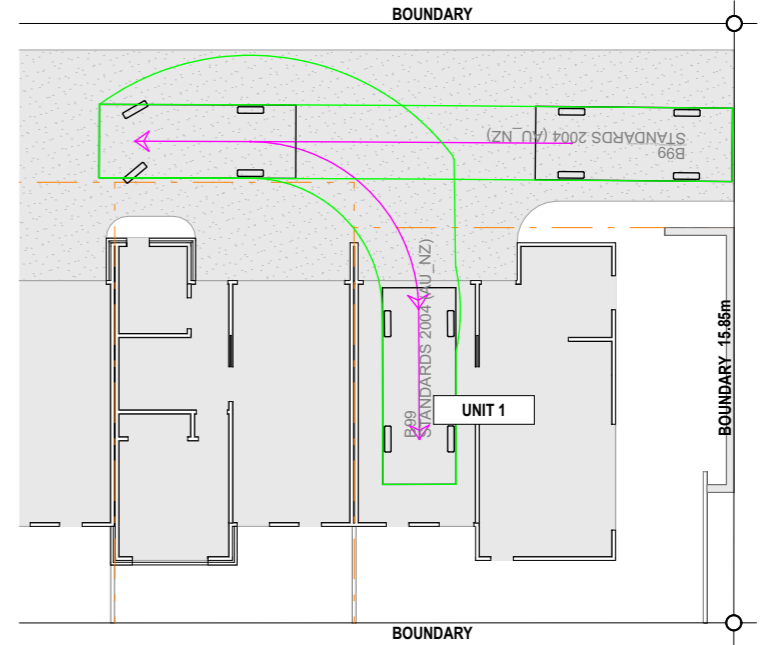 BOUNDARY
B99
STANDARDS 2004 (AU_NZ)
B99
STANDARDS 2004 (AU_NZ)
UNIT 1
BOUNDARY 15.85m
BOUNDARY